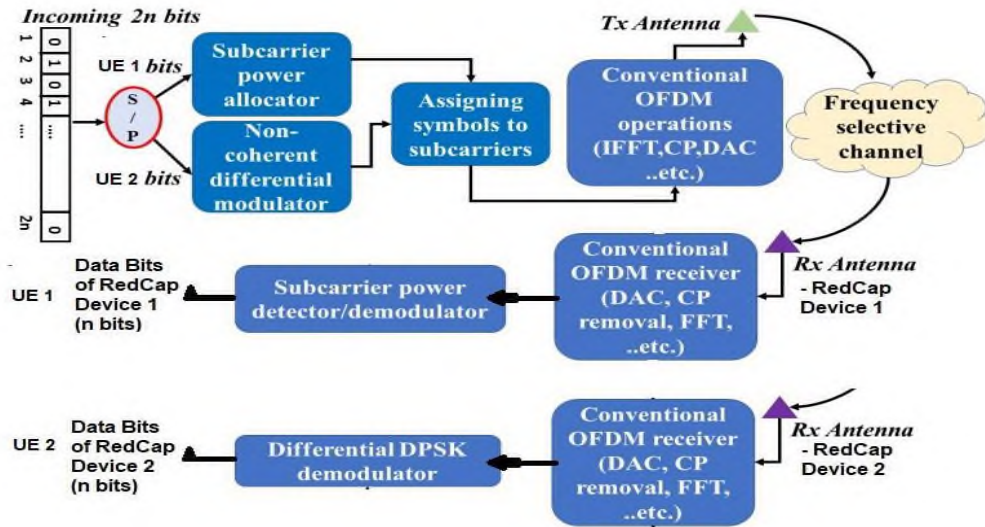 Incoming 2n bits
1
2
3
4
....
2n
0
1
0
1
....
0
S
/
P
UE 1 bits
UE 2 bits
Subcarrier
power
allocator
Non-
coherent
differential
modulator
Assigning
symbols to
subcarriers
Conventional
OFDM
operations
(IFFT,CP,DAC
..etc.)
Tx Antenna
Frequency
selective
channel
UE 1
Data Bits
of RedCap
Device 1
(n bits)
Subcarrier power
detector/demodulator
Conventional
OFDM receiver
(DAC, CP
removal, FFT,
..etc.)
Rx Antenna
- RedCap
Device 1
UE 2
Data Bits
of RedCap
Device 2
(n bits)
Differential DPSK
demodulator
Conventional
OFDM receiver
(DAC, CP
removal, FFT,
..etc.)
Rx Antenna
- RedCap
Device 2